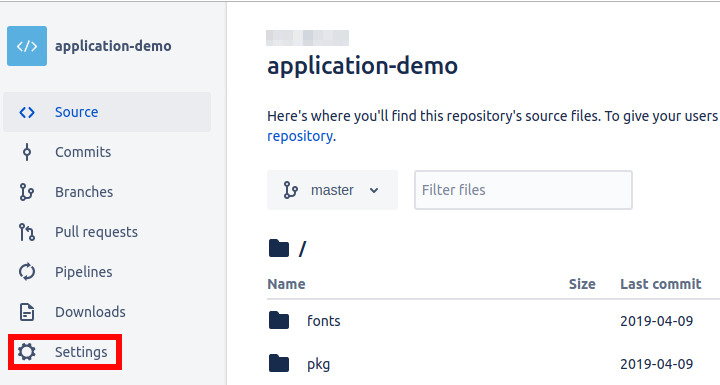 application-demo
Source
Commits
Branches
Pull requests
Pipelines
Downloads
Settings
application-demo
Here's where you'll find this repository's source files. To give your users
repository.
master
Filter files
/
Name Size Last commit
fonts 2019-04-09
pkg 2019-04-09